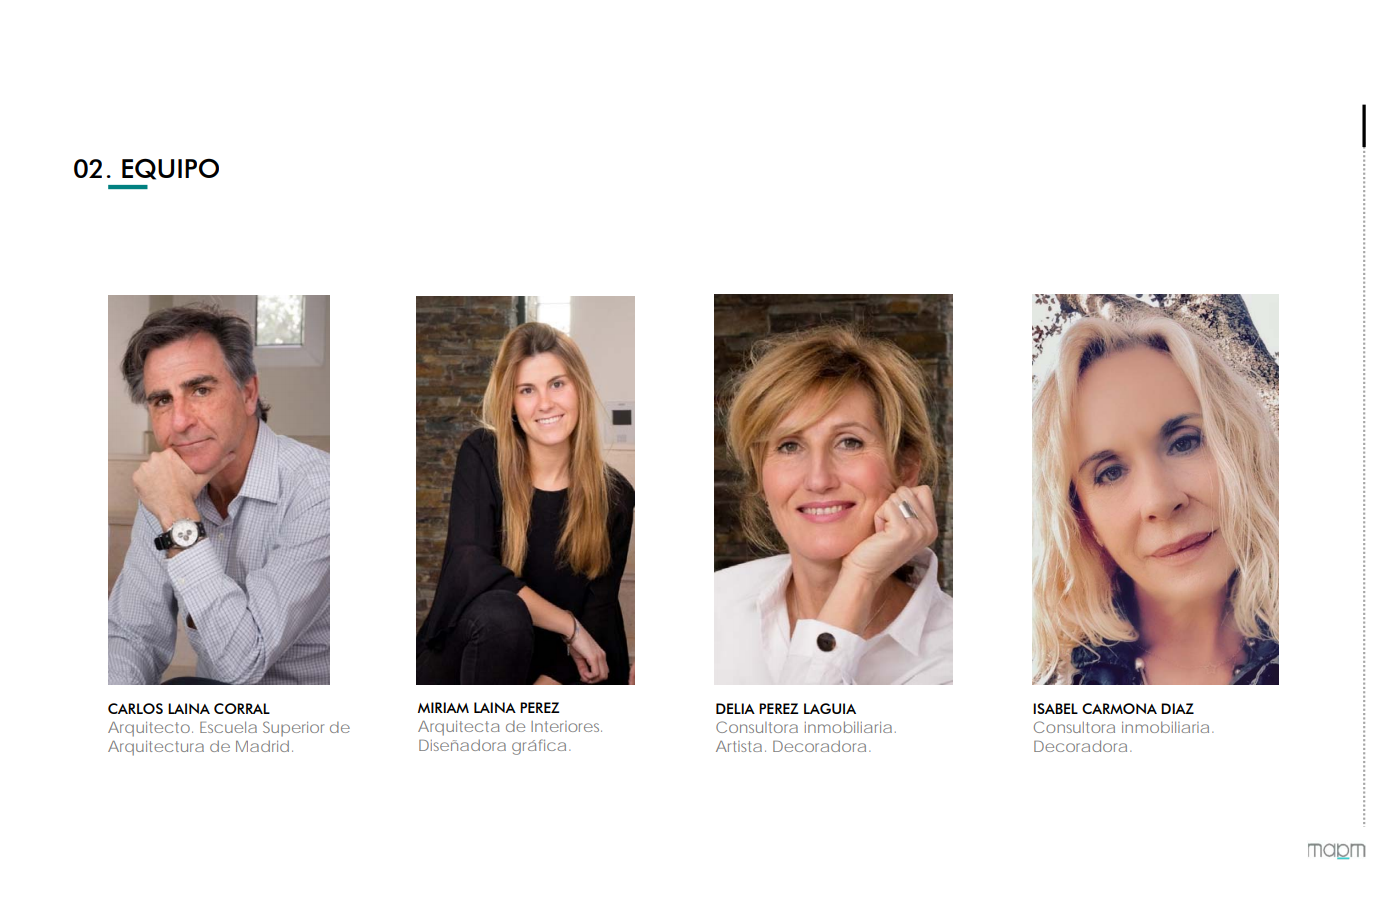 02. EQUIPO
CARLOS LAINA CORRAL
Arquitecto. Escuela Superior de
Arquitectura de Madrid.
MIRIAM LAINA PEREZ
Arquitecta de Interiores.
Diseñadora gráfica.
DELIA PEREZ LAGUIA
Consultora inmobiliaria.
Artista. Decoradora.
ISABEL CARMONA DIAZ
Consultora inmobiliaria.
Decoradora.
mapm